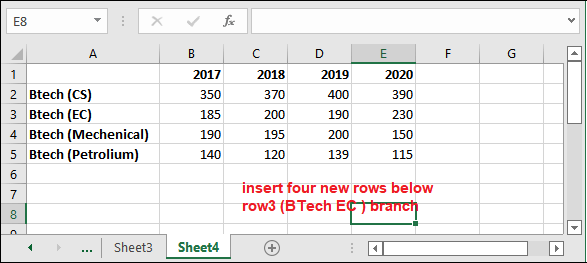 E8 fx
A B C D E F G
1 2017 2018 2019 2020
2 Btech (CS) 350 370 400 390
3 Btech (EC) 185 200 190 230
4 Btech (Mechenical) 190 195 200 150
5 Btech (Petrolium) 140 120 139 115
6
7 insert four new rows below
8 row3 (BTech EC ) branch
... Sheet3 Sheet4